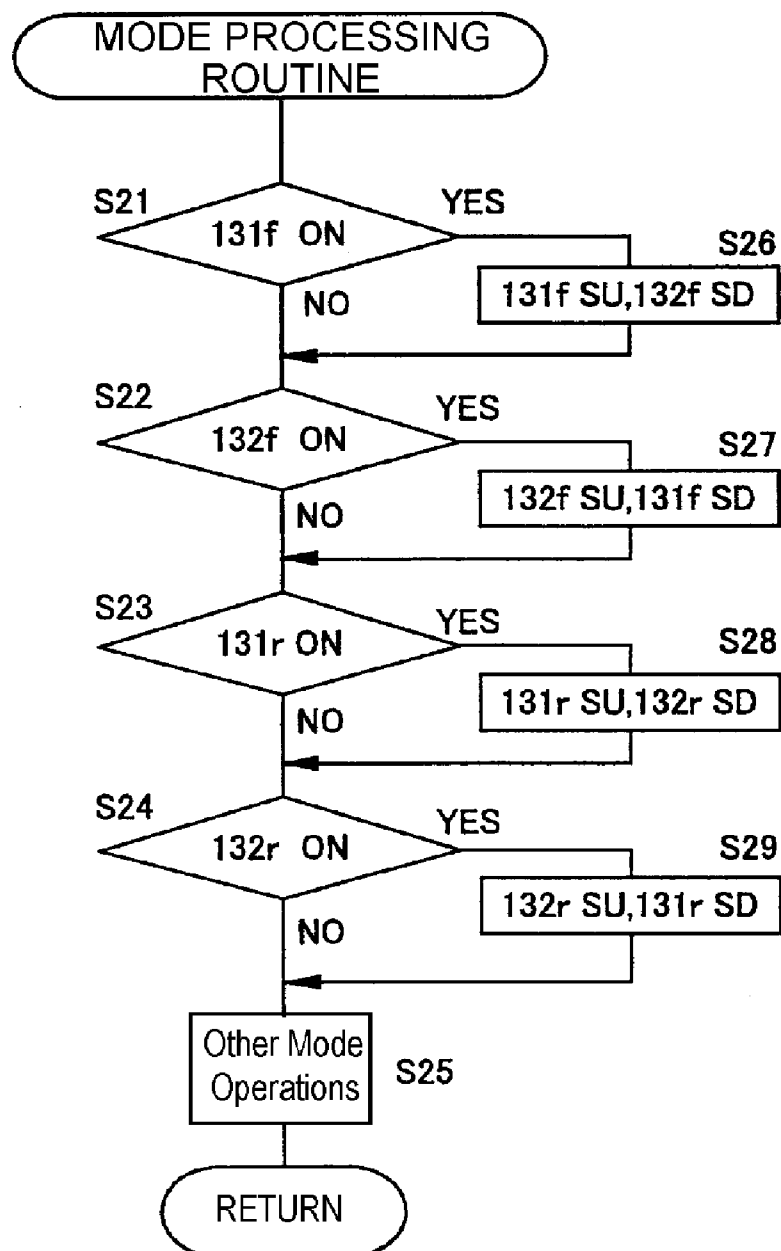 MODE PROCESSING
ROUTINE
S21
131f ON
YES
S26
131f SU,132f SD
NO
S22
132f ON
YES
S27
132f SU,131f SD
NO
S23
131r ON
YES
S28
131r SU,132r SD
NO
S24
132r ON
YES
S29
132r SU,131r SD
NO
Other Mode
Operations
S25
RETURN